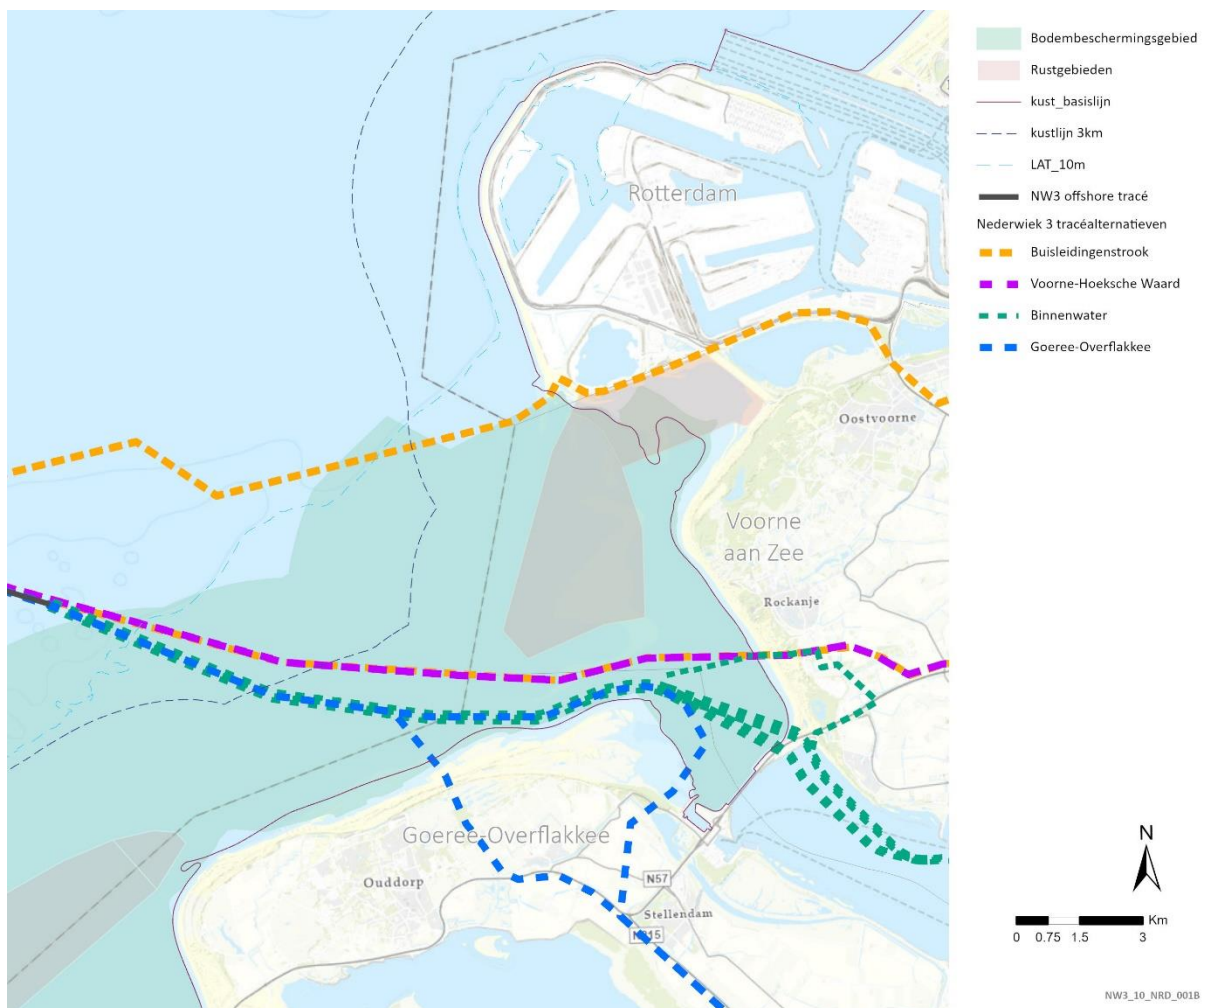 Rotterdam
Oostvoorne
Voorne
aan Zee
Rockanje
Goeree-Overflakkee
Ouddorp
N57
Stellendam
Bodembeschermingsgebied
Rustgebieden
kust_basislijn
kustlijn 3km
LAT_10m
NW3 offshore tracé
Nederwiek 3 tracéalternatieven
Buisleidingenstrook
Voorne-Hoeksche Waard
Binnenwater
Goeree-Overflakkee
N
Km
0 0.75 1.5 3
NW3_10_NRD_001B